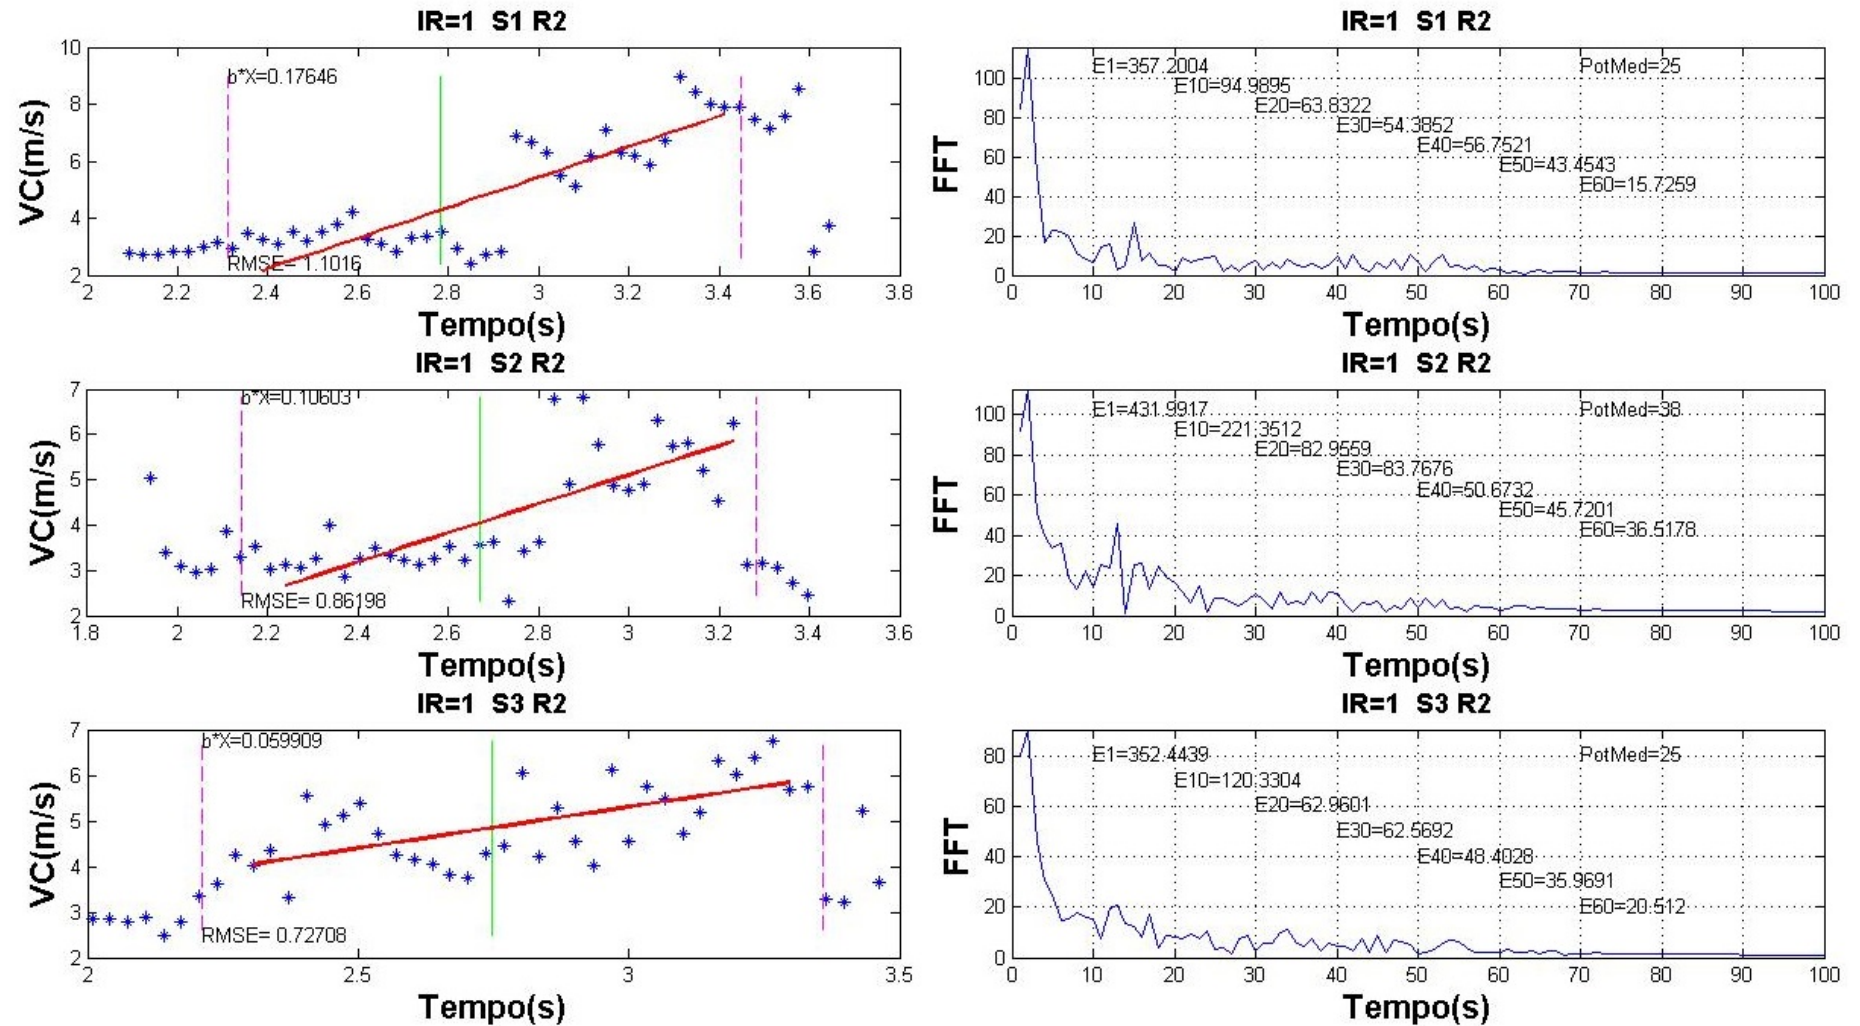 IR=1 S1 R2
10
8
6
4
2
VC(m/s)
b*X=0.17646
RMSE= 1.1016
2 2.2 2.4 2.6 2.8 3 3.2 3.4 3.6 3.8
Tempo(s)
IR=1 S1 R2
100
80
60
40
20
0
FFT
E1=357.2004
PotMed=25
E10=94.9895
E20=63.8322
E30=54.3852
E40=56.7521
E50=43.4543
E60=15.7259
0 10 20 30 40 50 60 70 80 90 100
Tempo(s)
IR=1 S2 R2
7
6
5
4
3
2
VC(m/s)
b*X=0.10603
RMSE= 0.86198
1.8 2 2.2 2.4 2.6 2.8 3 3.2 3.4 3.6
Tempo(s)
IR=1 S2 R2
100
80
60
40
20
0
FFT
E1=431.9917
PotMed=38
E10=221.3512
E20=82.9559
E30=83.7676
E40=50.6732
E50=45.7201
E60=36.5178
0 10 20 30 40 50 60 70 80 90 100
Tempo(s)
IR=1 S3 R2
7
6
5
4
3
2
VC(m/s)
b*X=0.059909
RMSE= 0.72708
2 2.5 3 3.5
Tempo(s)
IR=1 S3 R2
80
60
40
20
0
FFT
E1=352.4439
PotMed=25
E10=120.3304
E20=62.9601
E30=62.5692
E40=48.4028
E50=35.9691
E60=20.512
0 10 20 30 40 50 60 70 80 90 100
Tempo(s)